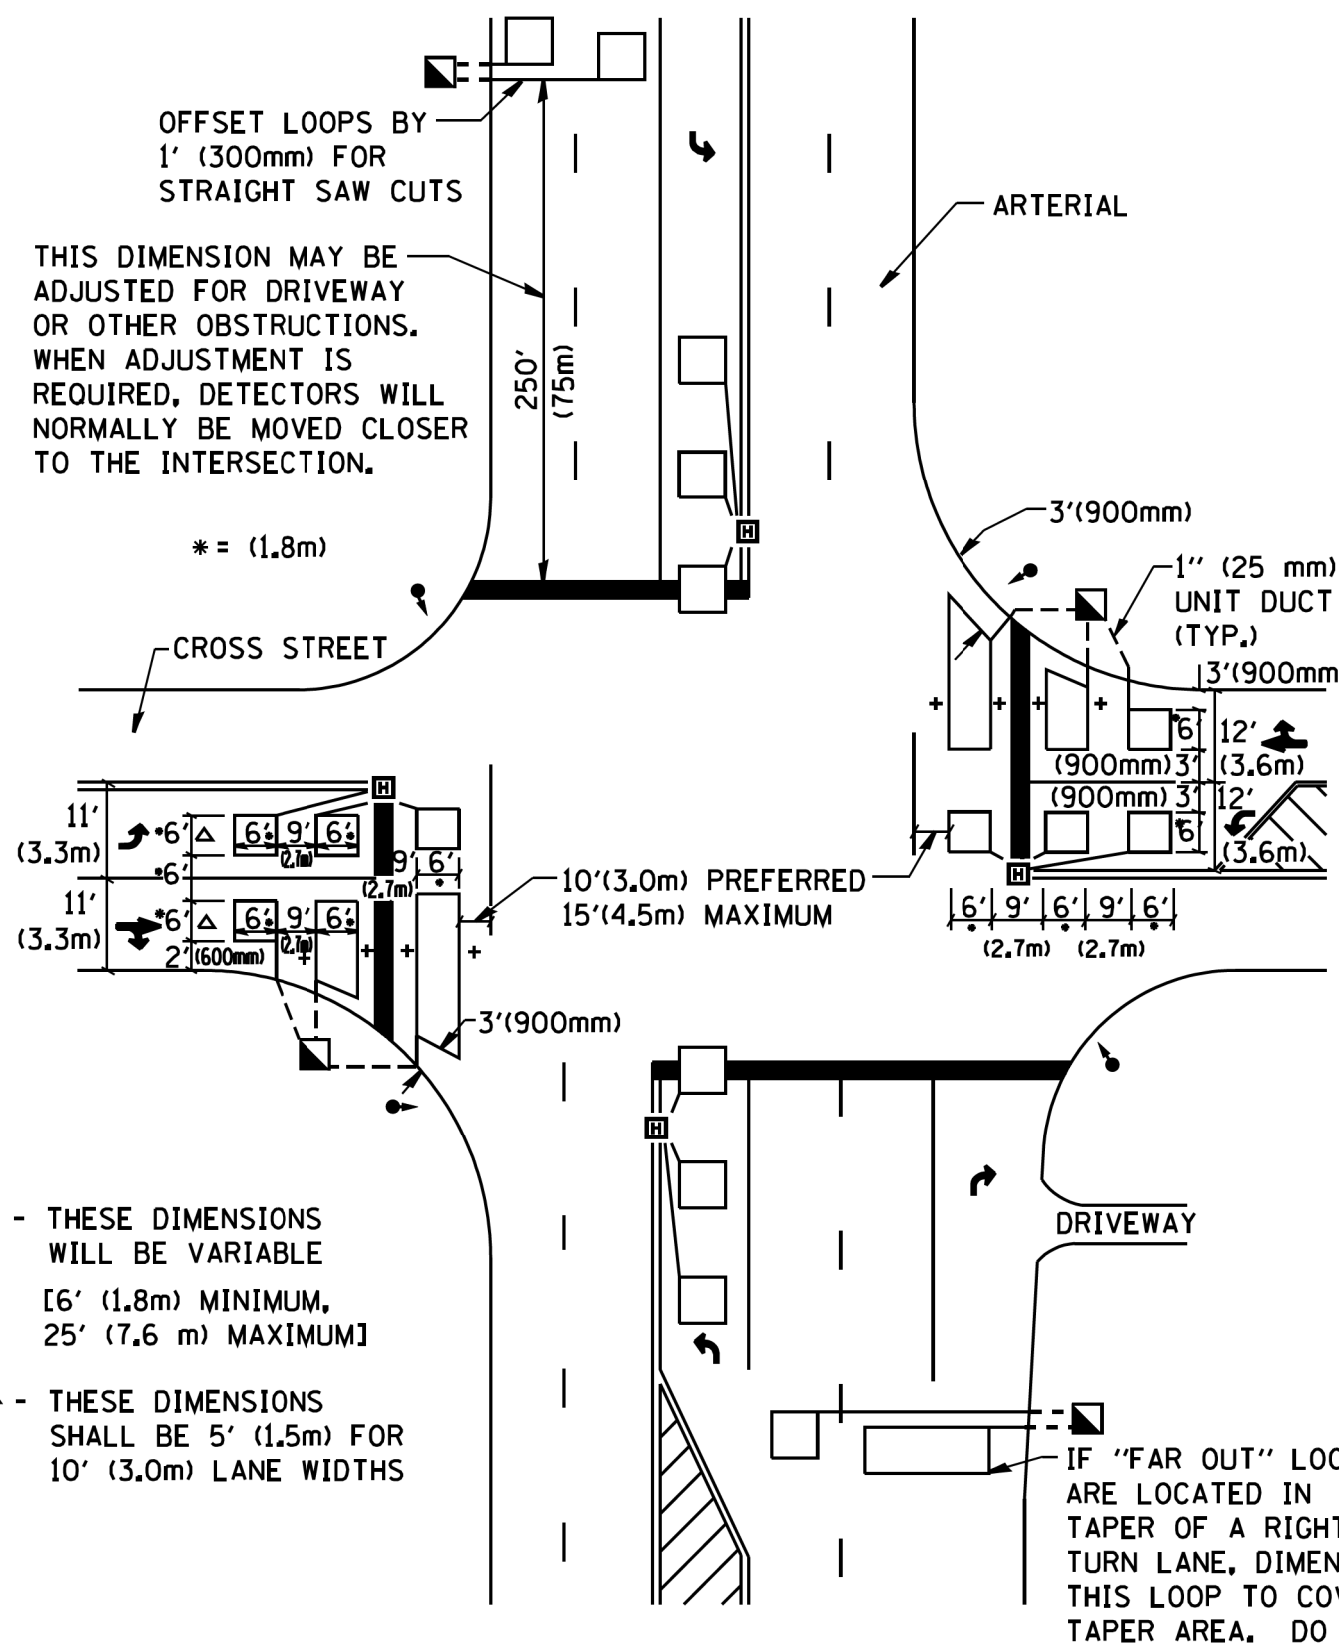 OFFSET LOOPS BY
1' (300mm) FOR
STRAIGHT SAW CUTS
ARTERIAL
THIS DIMENSION MAY BE
ADJUSTED FOR DRIVEWAY
OR OTHER OBSTRUCTIONS.
WHEN ADJUSTMENT IS
REQUIRED, DETECTORS WILL
NORMALLY BE MOVED CLOSER
TO THE INTERSECTION.
250'
(75m)
* = (1.8m)
H
3'(900mm)
1'' (25 mm)
UNIT DUCT
(TYP.)
CROSS STREET
3'(900mm
+ + + +
* 6'
12'
(3.6m)
(900mm) 3'
(900mm) 3'
12'
* 6'
(3.6m)
H
6' 9' 6' 9' 6'
* * *
(2.7m) (2.7m)
H
11'
(3.3m)
*6' 6'* 9' 6'*
(2.7m)
*6'
9' 6'
*
(2.7m)
11'
(3.3m)
*6' 6'* 9' 6'*
(2.7m)
2' (600mm)
+ + + +
10'(3.0m) PREFERRED
15'(4.5m) MAXIMUM
3'(900mm)
H
DRIVEWAY
- THESE DIMENSIONS
WILL BE VARIABLE
[6' (1.8m) MINIMUM,
25' (7.6 m) MAXIMUM]
- THESE DIMENSIONS
SHALL BE 5' (1.5m) FOR
10' (3.0m) LANE WIDTHS
IF "FAR OUT"
ARE LOCATED IN
TAPER OF A RIGHT
TURN LANE,
THIS LOOP TO
TAPER AREA. DO